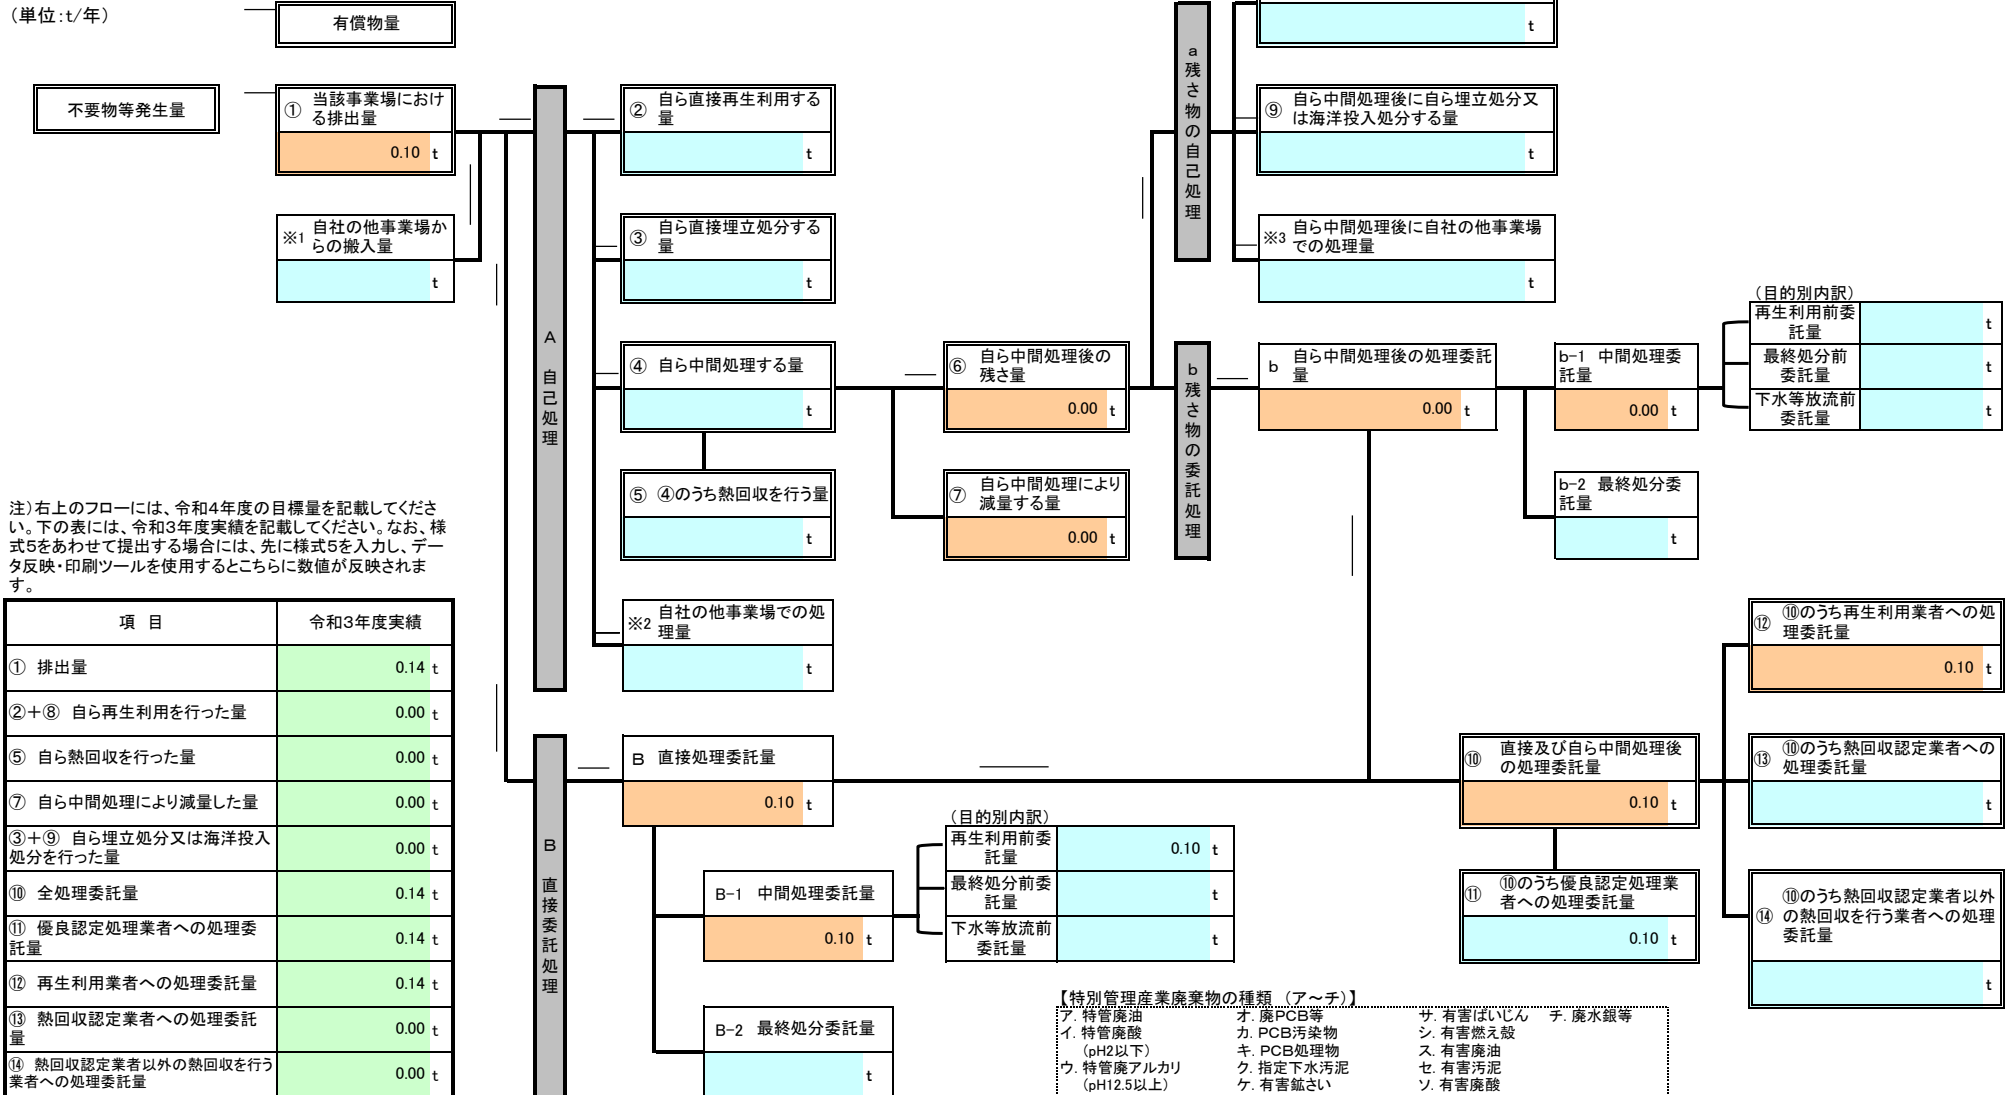 （単位:t/年）
有償物量
t
不要物等発生量
① 当該事業場におけ
る排出量
0.10 t
※1 自社の他事業場か
らの搬入量
t
A 自己処理
② 自ら直接再生利用する
量
t
③ 自ら直接埋立処分する
量
t
④ 自ら中間処理する量
t
⑤ ④のうち熱回収を行う量
t
※2 自社の他事業場での処
理量
t
⑥ 自ら中間処理後の
残さ量
0.00 t
⑦ 自ら中間処理により
減量する量
0.00 t
a 残さ物の自己処理
⑨ 自ら中間処理後に自ら埋立処分又
は海洋投入処分する量
t
※3 自ら中間処理後に自社の他事業場
での処理量
t
b 残さ物の委託処理
b 自ら中間処理後の処理委託
量
0.00 t
b-1 中間処理委
託量
0.00 t
b-2 最終処分委
託量
t
（目的別内訳）
再生利用前委
託量
t
最終処分前
委託量
t
下水等放流前
委託量
t
注）右上のフローには、令和4年度の目標量を記載してくださ
い。下の表には、令和3年度実績を記載してください。なお、様
式5をあわせて提出する場合には、先に様式5を入力し、デー
タ反映・印刷ツールを使用するとこちらに数値が反映されま
す。
項 目 令和3年度実績
① 排出量 0.14 t
②＋⑧ 自ら再生利用を行った量 0.00 t
⑤ 自ら熱回収を行った量 0.00 t
⑦ 自ら中間処理により減量した量 0.00 t
③＋⑨ 自ら埋立処分又は海洋投入
処分を行った量 0.00 t
⑩ 全処理委託量 0.14 t
⑪ 優良認定処理業者への処理委
託量 0.14 t
⑫ 再生利用業者への処理委託量 0.14 t
⑬ 熱回収認定業者への処理委託
量 0.00 t
⑭ 熱回収認定業者以外の熱回収を行う
業者への処理委託量 0.00 t
B 直接委託処理
B 直接処理委託量
0.10 t
B-1 中間処理委託量
0.10 t
B-2 最終処分委託量
t
（目的別内訳）
再生利用前委
託量
0.10 t
最終処分前委
託量
t
下水等放流前
委託量
t
⑩ 直接及び自ら中間処理後
の処理委託量
0.10 t
⑪ ⑩のうち優良認定処理業
者への処理委託量
0.10 t
⑫ ⑩のうち再生利用業者への処
理委託量
0.10 t
⑬ ⑩のうち熱回収認定業者への
処理委託量
t
⑭ ⑩のうち熱回収認定業者以外
の熱回収を行う業者への処理
委託量
t
【特別管理産業廃棄物の種類 （ア～チ）】
ア. 特管廃油 オ. 廃PCB等 サ. 有害ばいじん チ. 廃水銀等
イ. 特管廃酸 カ. PCB汚染物 シ. 有害燃え殻
（pH2以下） キ. PCB処理物 ス. 有害廃油
ウ. 特管廃アルカリ ク. 指定下水汚泥 セ. 有害汚泥
（pH12.5以上） ケ. 有害鉱さい ソ. 有害廃酸